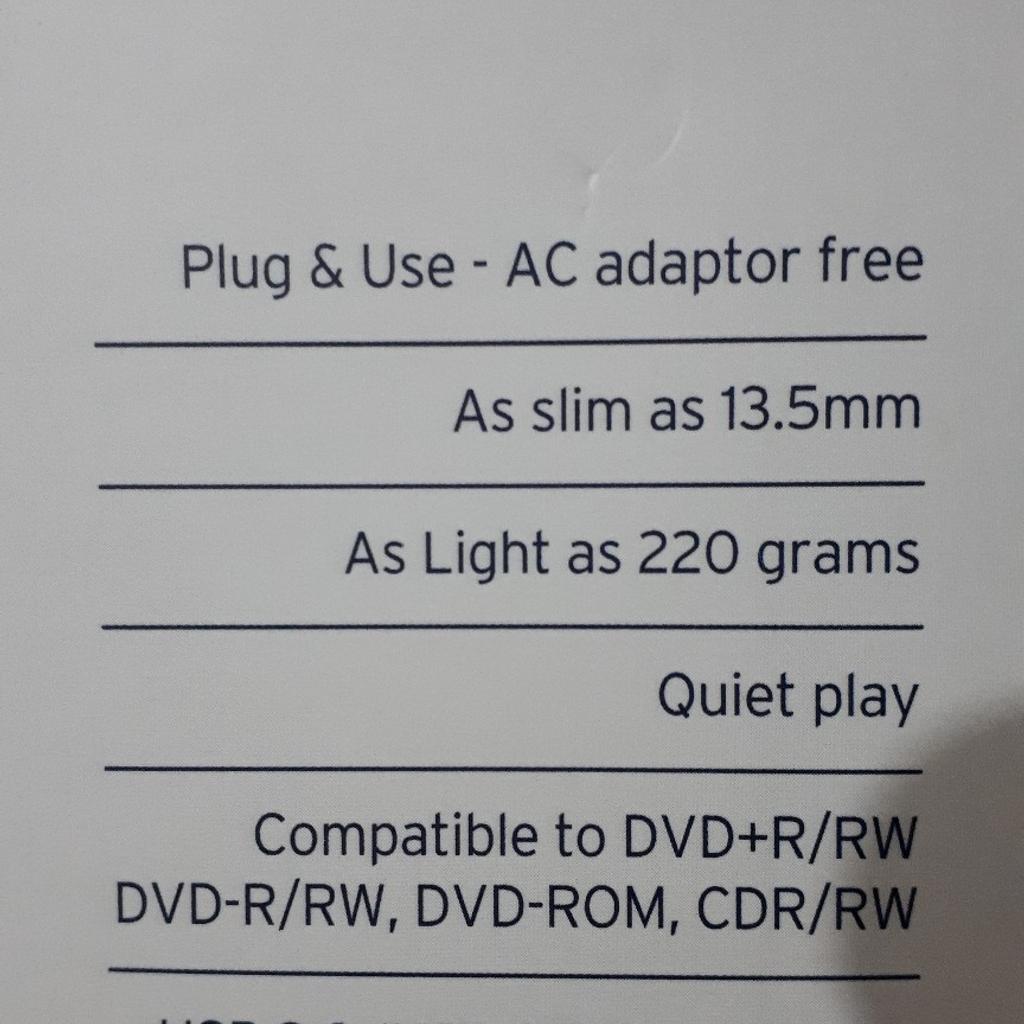 Plug & Use - AC adaptor free
As slim as 13.5mm
As Light as 220 grams
Quiet play
Compatible to DVD+R/RW
DVD-R/RW, DVD-ROM, CDR/RW